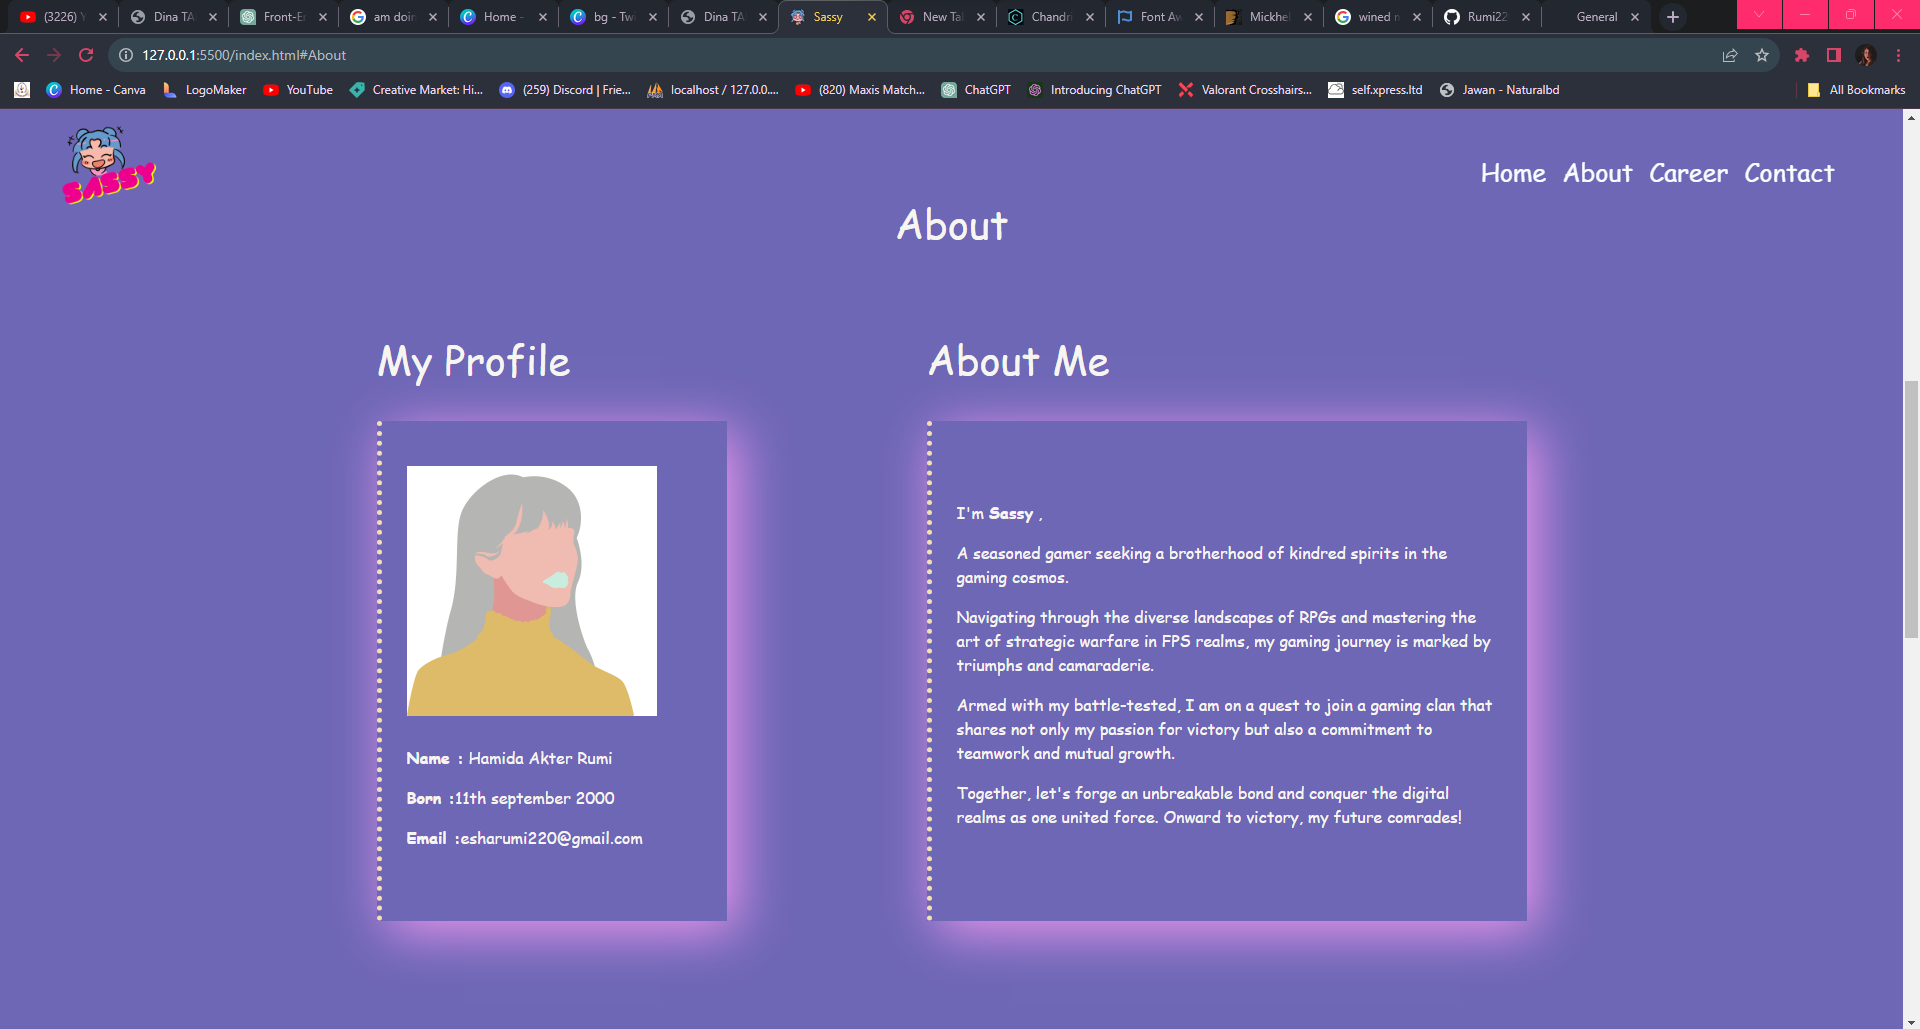 (3226) Y
Dina TA
Front-E
am doin
Home -
bg - Tw
Dina TA
Sassy
New Tal
Chandr
Font Aw
Mickhe
wined m
Rumi22
General
127.0.0.1:5500/index.html#About
Home - Canva
LogoMaker
YouTube
Creative Market: Hi...
(259) Discord | Frie...
localhost / 127.0.0....
(820) Maxis Match...
ChatGPT
Introducing ChatGPT
Valorant Crosshairs...
self.xpress.ltd
Jawan - Naturalbd
All Bookmarks
SASSY
Home About Career Contact
About
My Profile
Name : Hamida Akter Rumi
Born :11th september 2000
Email :esharumi220@gmail.com
About Me
I'm Sassy ,
A seasoned gamer seeking a brotherhood of kindred spirits in the
gaming cosmos.
Navigating through the diverse landscapes of RPGs and mastering the
art of strategic warfare in FPS realms, my gaming journey is marked by
triumphs and camaraderie.
Armed with my battle-tested, I am on a quest to join a gaming clan that
shares not only my passion for victory but also a commitment to
teamwork and mutual growth.
Together, let's forge an unbreakable bond and conquer the digital
realms as one united force. Onward to victory, my future comrades!